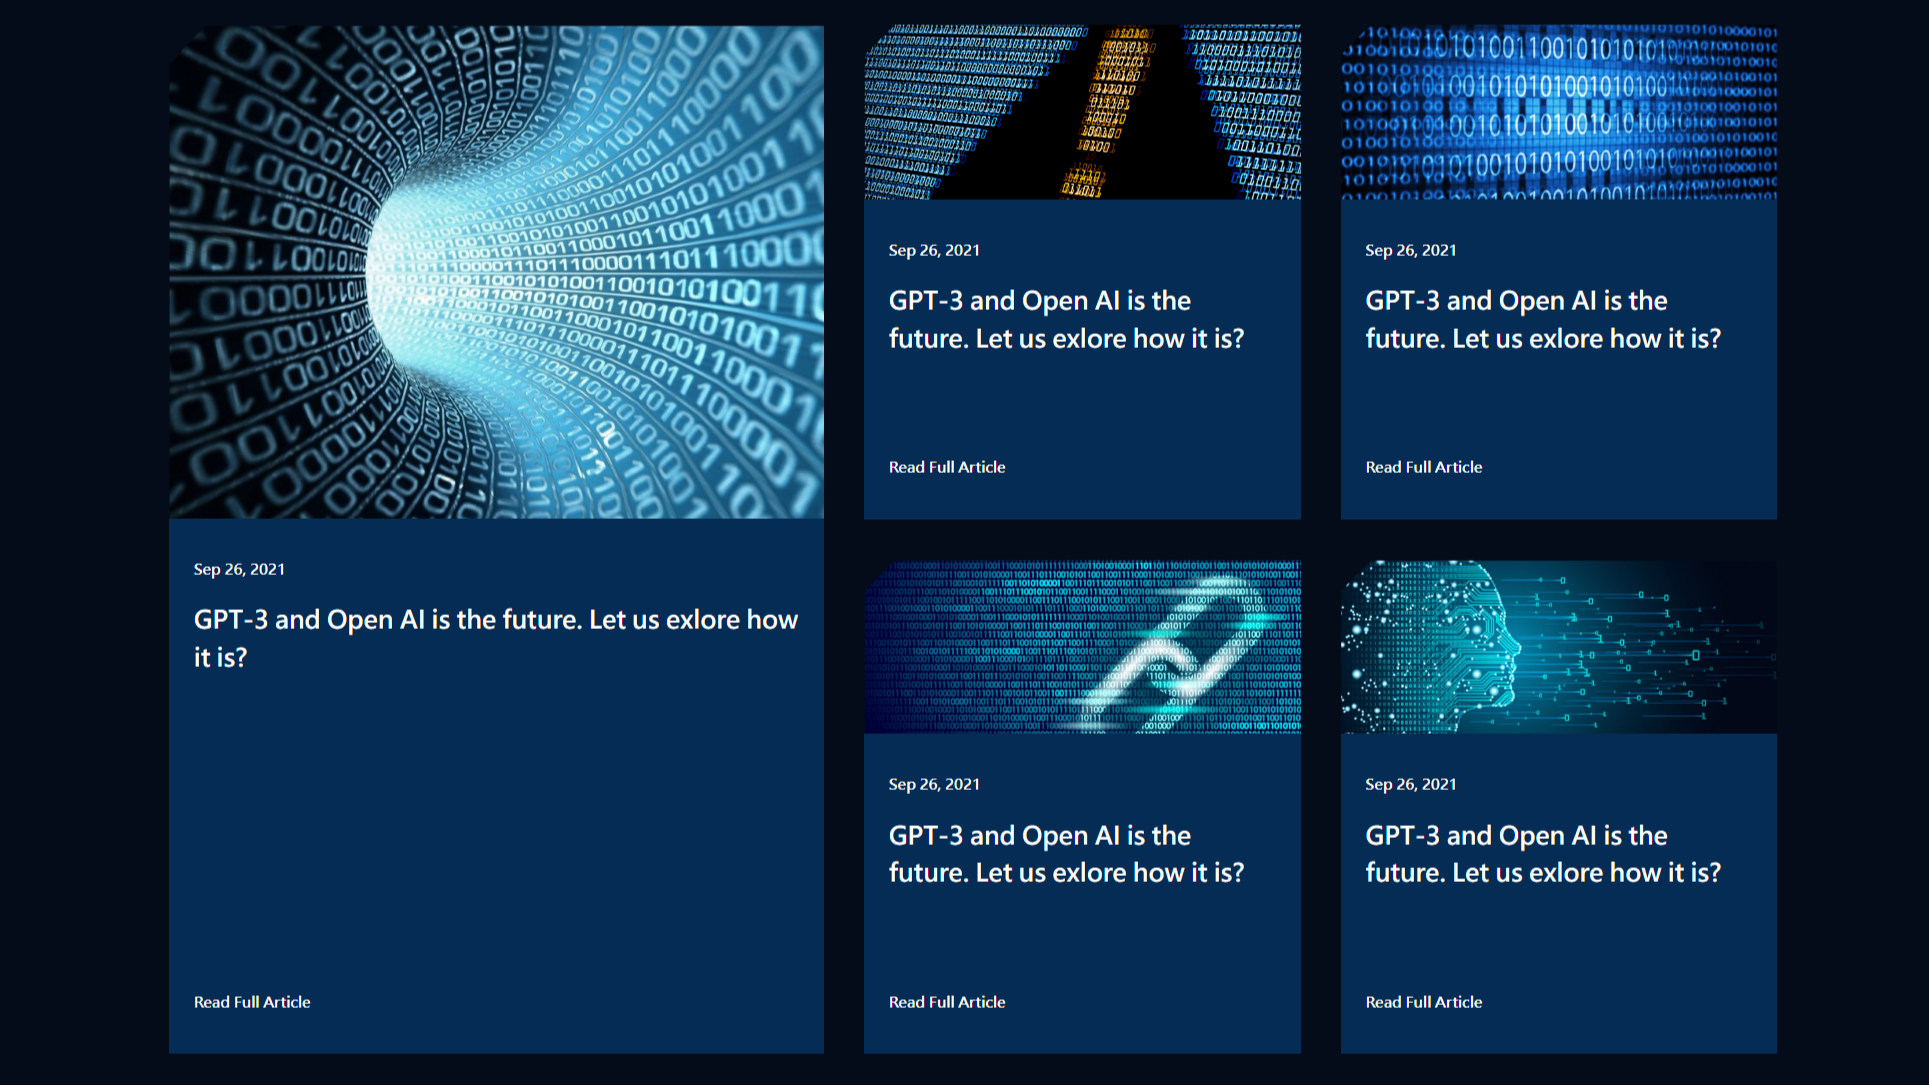 Sep 26, 2021
GPT-3 and Open AI is the future. Let us exlore how
it is?
Read Full Article
Sep 26, 2021
GPT-3 and Open AI is the
future. Let us exlore how it is?
Read Full Article
Sep 26, 2021
GPT-3 and Open AI is the
future. Let us exlore how it is?
Read Full Article
Sep 26, 2021
GPT-3 and Open AI is the
future. Let us exlore how it is?
Read Full Article
Sep 26, 2021
GPT-3 and Open AI is the
future. Let us exlore how it is?
Read Full Article